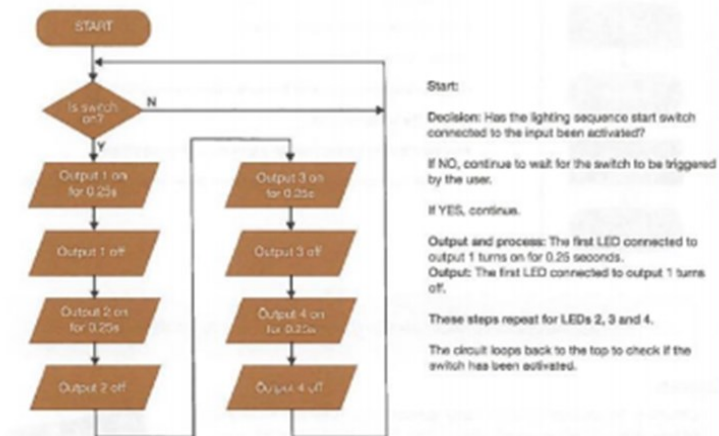 START
Is switch
on?
N
Y
Output 1 on
for 0.25s
Output 1 off
Output 2 on
for 0.25s
Output 2 off
Output 3 on
for 0.25s
Output 3 off
Output 4 on
for 0.25s
Output 4 off
Start:
Decision: Has the lighting sequence start switch
connected to the input been activated?
If NO, continue to wait for the switch to be triggered
by the user.
If YES, continue.
Output and process: The first LED connected to
output 1 turns on for 0.25 seconds.
Output: The first LED connected to output 1 turns
off.
These steps repeat for LEDs 2, 3 and 4.
The circuit loops back to the top to check if the
switch has been activated.